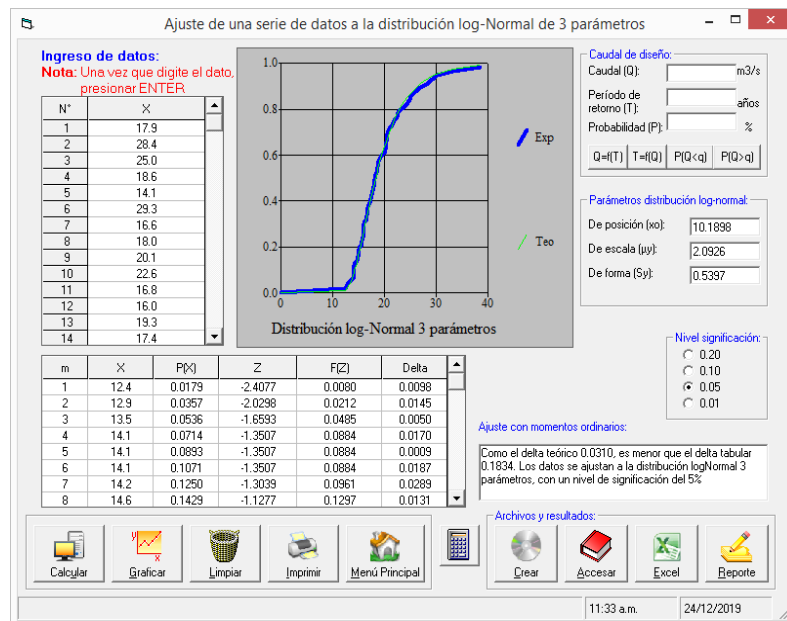 Ajuste de una serie de datos a la distribución log-Normal de 3 parámetros
Ingreso de datos:
Nota: Una vez que digite el dato,
presionar ENTER
N° X
1 17.9
2 28.4
3 25.0
4 18.6
5 14.1
6 29.3
7 16.6
8 18.0
9 20.1
10 22.6
11 16.8
12 16.0
13 19.3
14 17.4
1.0
0.8
0.6
0.4
0.2
0.0
0 10 20 30 40
Exp
Teo
Distribución log-Normal 3 parámetros
Caudal de diseño:
Caudal (Q): m3/s
Período de
retorno (T): años
Probabilidad (P): %
Q=f(T) T=f(Q) P(Q<q) P(Q>q)
Parámetros distribución log-normal:
De posición (xo): 10.1898
De escala (µy): 2.0926
De forma (Sy): 0.5397
Nivel significación:
0.20
0.10
0.05
0.01
m X P(X) Z F(Z) Delta
1 12.4 0.0179 -2.4077 0.0080 0.0098
2 12.9 0.0357 -2.0298 0.0212 0.0145
3 13.5 0.0536 -1.6593 0.0485 0.0050
4 14.1 0.0714 -1.3507 0.0884 0.0170
5 14.1 0.0893 -1.3507 0.0884 0.0009
6 14.1 0.1071 -1.3507 0.0884 0.0187
7 14.2 0.1250 -1.3039 0.0961 0.0289
8 14.6 0.1429 -1.1277 0.1297 0.0131
Ajuste con momentos ordinarios:
Como el delta teórico 0.0310, es menor que el delta tabular
0.1834. Los datos se ajustan a la distribución logNormal 3
parámetros, con un nivel de significación del 5%
Calcular
Graficar
Limpiar
Imprimir
Menú Principal
Archivos y resultados:
Crear
Accesar
Excel
Reporte
11:33 a.m. 24/12/2019